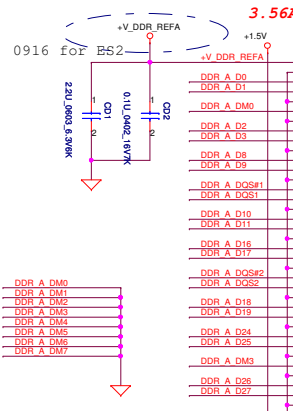 3.56A
+V_DDR_REFA
+1.5V
0916 for ES2
+V_DDR_REFA
DDR_A_D0
DDR_A_D1
1
1
CD1
CD2
2.2U_0603_6.3V6K
0.1U_0402_16V7K
2
2
DDR_A_DM0
DDR_A_D2
DDR_A_D3
DDR_A_D8
DDR_A_D9
DDR_A_DQS#1
DDR_A_DQS1
DDR_A_D10
DDR_A_D11
DDR_A_D16
DDR_A_D17
DDR_A_DQS#2
DDR_A_DQS2
DDR_A_D18
DDR_A_D19
DDR_A_D24
DDR_A_D25
DDR_A_DM3
DDR_A_D26
DDR_A_D27
DDR_A_DM0
DDR_A_DM1
DDR_A_DM2
DDR_A_DM3
DDR_A_DM4
DDR_A_DM5
DDR_A_DM6
DDR_A_DM7